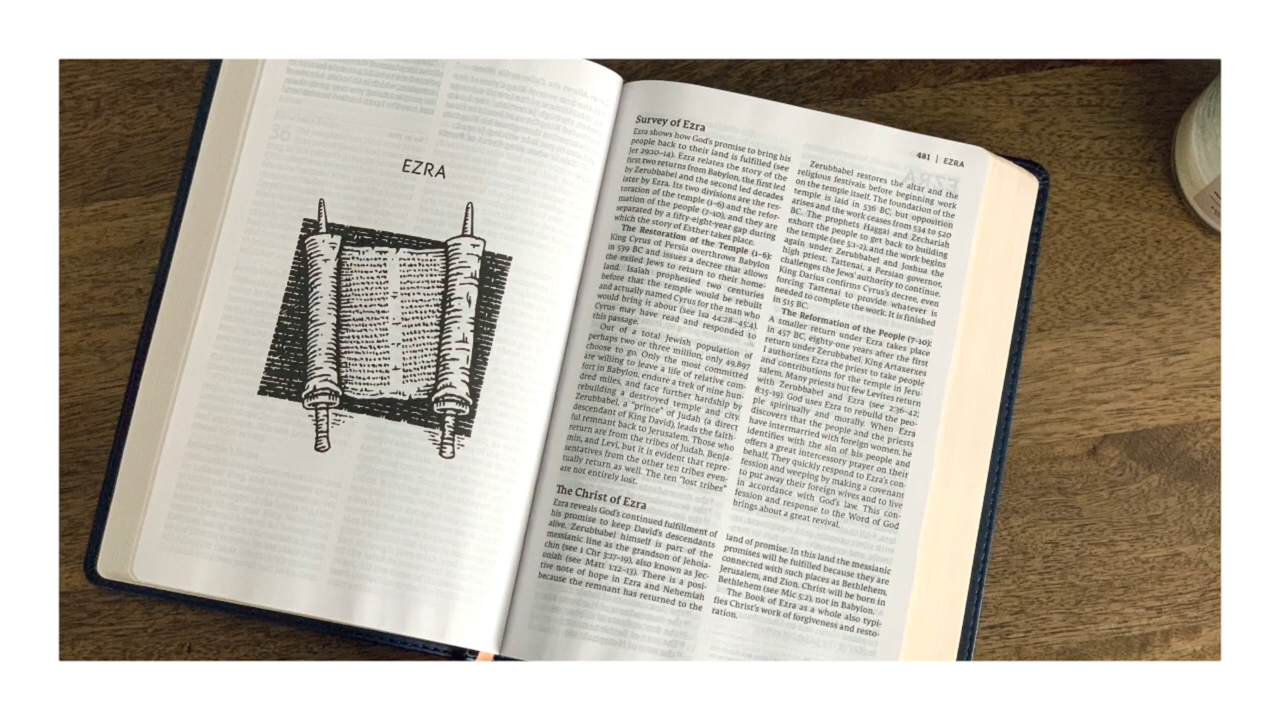 EZRA
481 | EZRA
Survey of Ezra
Ezra shows how God's promise to bring his
people back to their land is fulfilled (see
Jer 29:10–14). Ezra relates the story of the
first two returns from Babylon, the first led
by Zerubbabel and the second led decades
later by Ezra. Its two divisions are the res-
toration of the temple (1–6) and the refor-
mation of the people (7–10), and they are
separated by a fifty-eight-year gap during
which the story of Esther takes place.
The Restoration of the Temple (1–6):
King Cyrus of Persia overthrows Babylon
in 539 BC and issues a decree that allows
the exiled Jews to return to their home-
land. Isaiah prophesied two centuries
before that the temple would be rebuilt
and actually named Cyrus for the man who
would bring it about (see Isa 44:28–45:4).
Cyrus may have read and responded to
this passage.
Out of a total Jewish population of
perhaps two or three million, only 49,897
choose to go. Only the most committed
are willing to leave a life of relative com-
fort in Babylon, endure a trek of nine hun-
dred miles, and face further hardship by
rebuilding a destroyed temple and city.
Zerubbabel, a "prince" of Judah (a direct
descendant of King David), leads the faith-
ful remnant back to Jerusalem. Those who
return are from the tribes of Judah, Benja-
min, and Levi, but it is evident that repre-
sentatives from the other ten tribes even-
tually return as well. The ten "lost tribes"
are not entirely lost.
Zerubbabel restores the altar and the
religious festivals before beginning work
on the temple itself. The foundation of the
temple is laid in 536 BC, but opposition
arises and the work ceases from 534 to 520
BC. The prophets Haggai and Zechariah
exhort the people to get back to building
the temple (see 5:1–2), and the work begins
again under Zerubbabel and Joshua the
high priest. Tattenai, a Persian governor,
challenges the Jews' authority to continue.
King Darius confirms Cyrus's decree, even
forcing Tattenai to provide whatever is
needed to complete the work. It is finished
in 515 BC.
The Reformation of the People (7–10):
A smaller return under Ezra takes place
in 457 BC, eighty-one years after the first
return under Zerubbabel. King Artaxerxes
I authorizes Ezra the priest to take people
and contributions for the temple in Jeru-
salem. Many priests but few Levites return
with Zerubbabel and Ezra (see 2:36–42;
8:15–19). God uses Ezra to rebuild the peo-
ple spiritually and morally. When Ezra
discovers that the people and the priests
have intermarried with foreign women, he
identifies with the sin of his people and
offers a great intercessory prayer on their
behalf. They quickly respond to Ezra's con-
fession and weeping by making a covenant
to put away their foreign wives and to live
in accordance with God's law. This con-
fession and response to the Word of God
brings about a great revival.
The Christ of Ezra
Ezra reveals God's continued fulfillment of
his promise to keep David's descendants
alive. Zerubbabel himself is part of the
messianic line as the grandson of Jehoia-
chin (see 1 Chr 3:17–19), also known as Jec-
oniah (see Matt 1:12–13). There is a posi-
tive note of hope in Ezra and Nehemiah
because the remnant has returned to the
land of promise. In this land the messianic
promises will be fulfilled because they are
connected with such places as Bethlehem,
Jerusalem, and Zion. Christ will be born in
Bethlehem (see Mic 5:2), not in Babylon.
The Book of Ezra as a whole also typi-
fies Christ's work of forgiveness and resto-
ration.